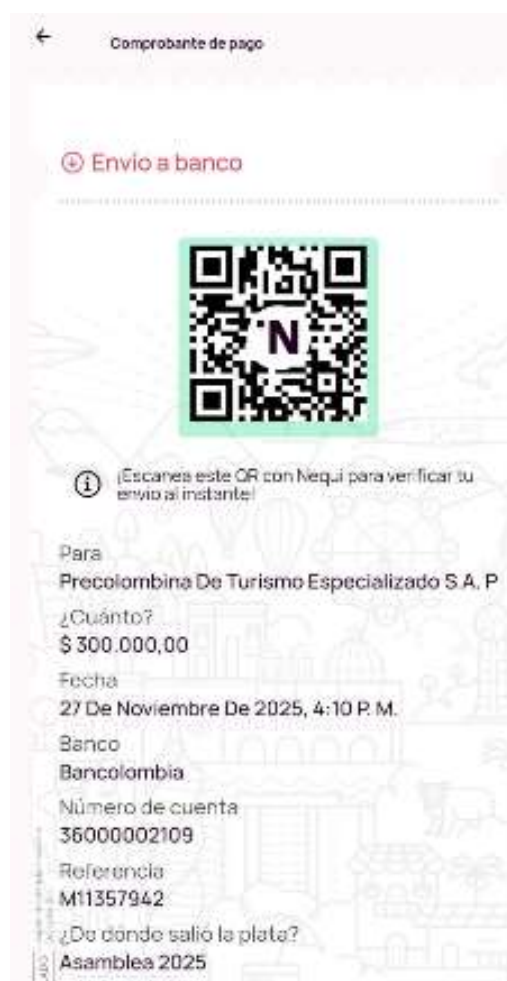 Comprobante de pago
Envío a banco
N
¡Escanea este QR con Nequi para verificar tu
envío al instante!
Para
Precolombina De Turismo Especializado S.A. P
¿Cuánto?
$ 300.000,00
Fecha
27 De Noviembre De 2025, 4:10 P. M.
Banco
Bancolombia
Número de cuenta
36000002109
Referencia
M11357942
¿De donde salió la plata?
Asamblea 2025